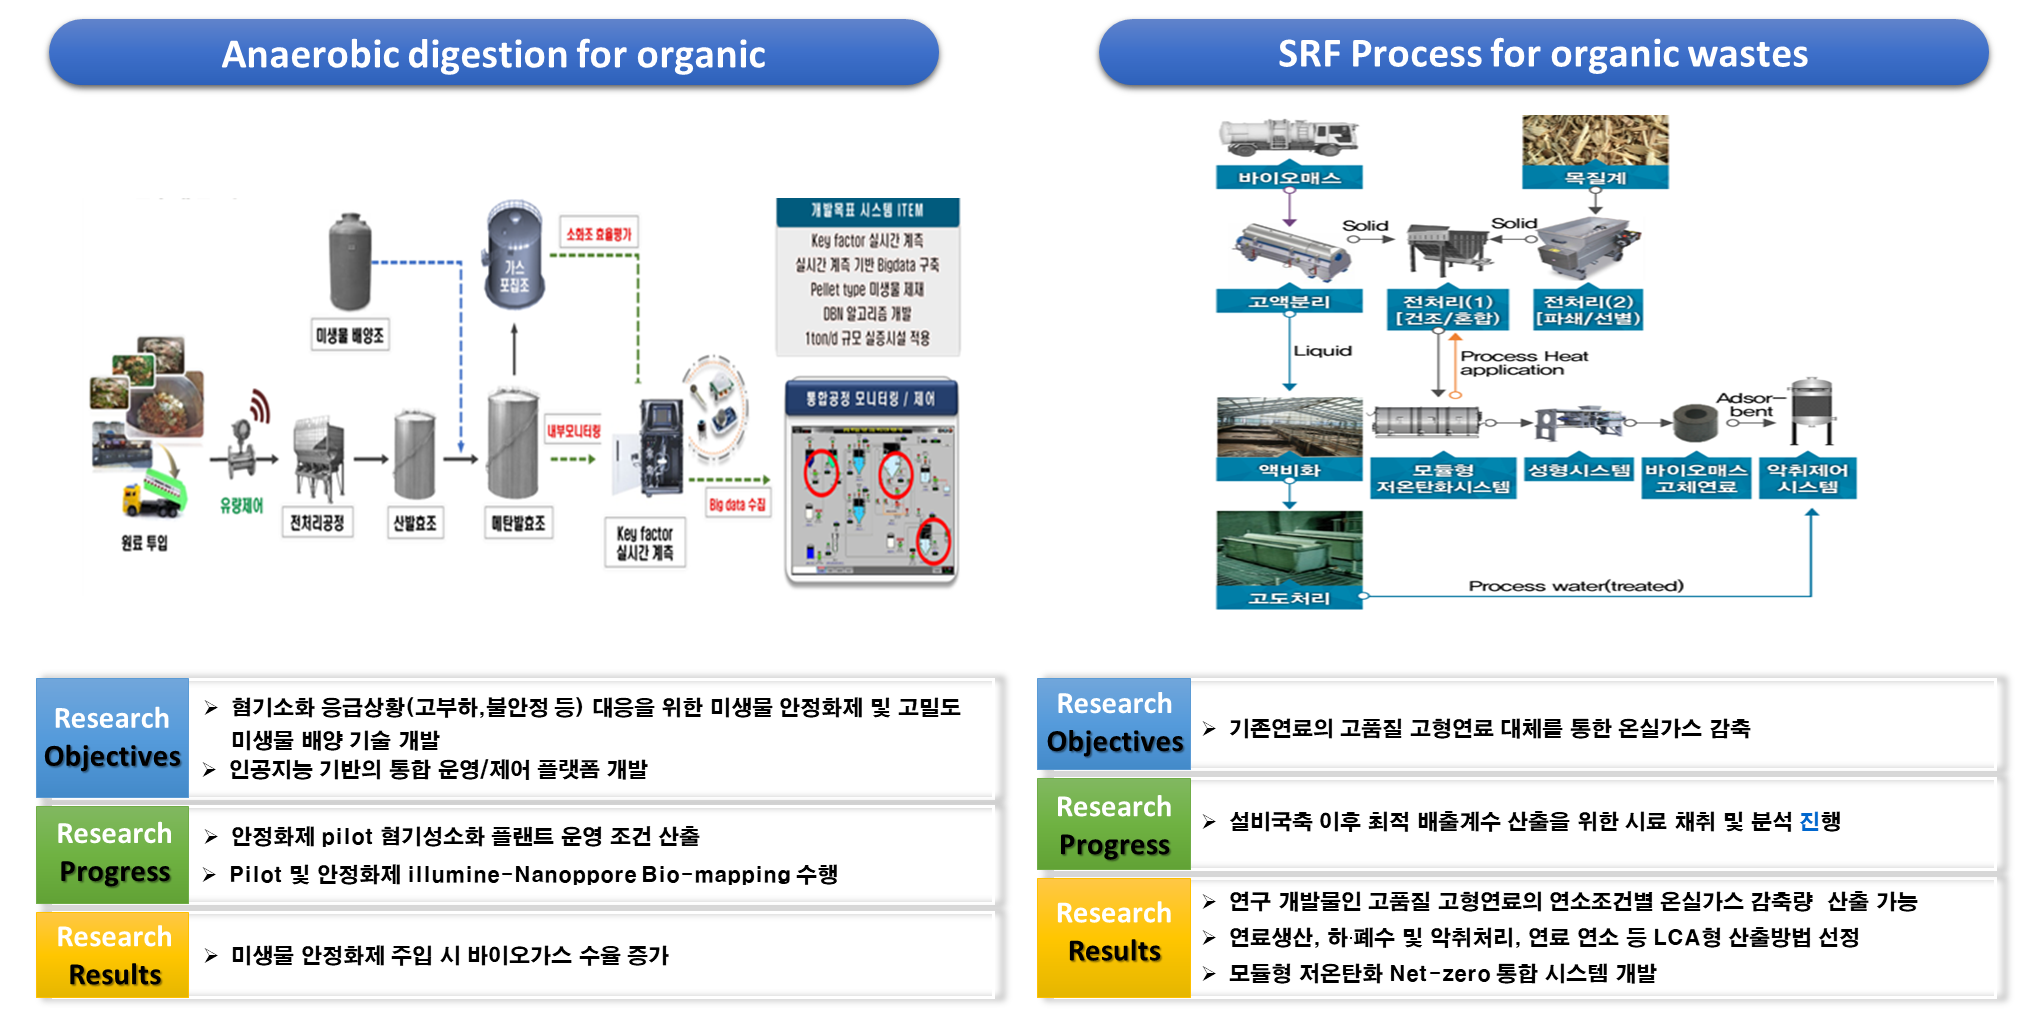 Anaerobic digestion for organic
SRF Process for organic wastes
개발목표 시스템 ITEM
Key factor 실시간 계측
실시간 계측 기반 Bigdata 구축
Pellet type 미생물 제재
DBN 알고리즘 개발
1ton/d 규모 실증시설 적용
소화조 효율평가
가스
포집조
미생물 배양조
통합공정 모니터링 / 제어
내부모니터링
Big data 수집
유량제어
원료 투입
전처리공정
산발효조
메탄발효조
Key factor
실시간 계측
바이오매스
목질계
Solid
Solid
고액분리
전처리(1)
[건조/혼합]
전처리(2)
[파쇄/선별]
Liquid
Process Heat
application
Adsor-
bent
액비화
모듈형
저온탄화시스템
성형시스템
바이오매스
고체연료
악취제어
시스템
고도처리
Process water(treated)
Research
Objectives
➢ 혐기소화 응급상황(고부하,불안정 등) 대응을 위한 미생물 안정화제 및 고밀도
미생물 배양 기술 개발
➢ 인공지능 기반의 통합 운영/제어 플랫폼 개발
Research
Progress
➢ 안정화제 pilot 혐기성소화 플랜트 운영 조건 산출
➢ Pilot 및 안정화제 illumine-Nanoppore Bio-mapping 수행
Research
Results
➢ 미생물 안정화제 주입 시 바이오가스 수율 증가
Research
Objectives
➢ 기존연료의 고품질 고형연료 대체를 통한 온실가스 감축
Research
Progress
➢ 설비국축 이후 최적 배출계수 산출을 위한 시료 채취 및 분석 진행
Research
Results
➢ 연구 개발물인 고품질 고형연료의 연소조건별 온실가스 감축량 산출 가능
➢ 연료생산, 하·폐수 및 악취처리, 연료 연소 등 LCA형 산출방법 선정
➢ 모듈형 저온탄화 Net-zero 통합 시스템 개발